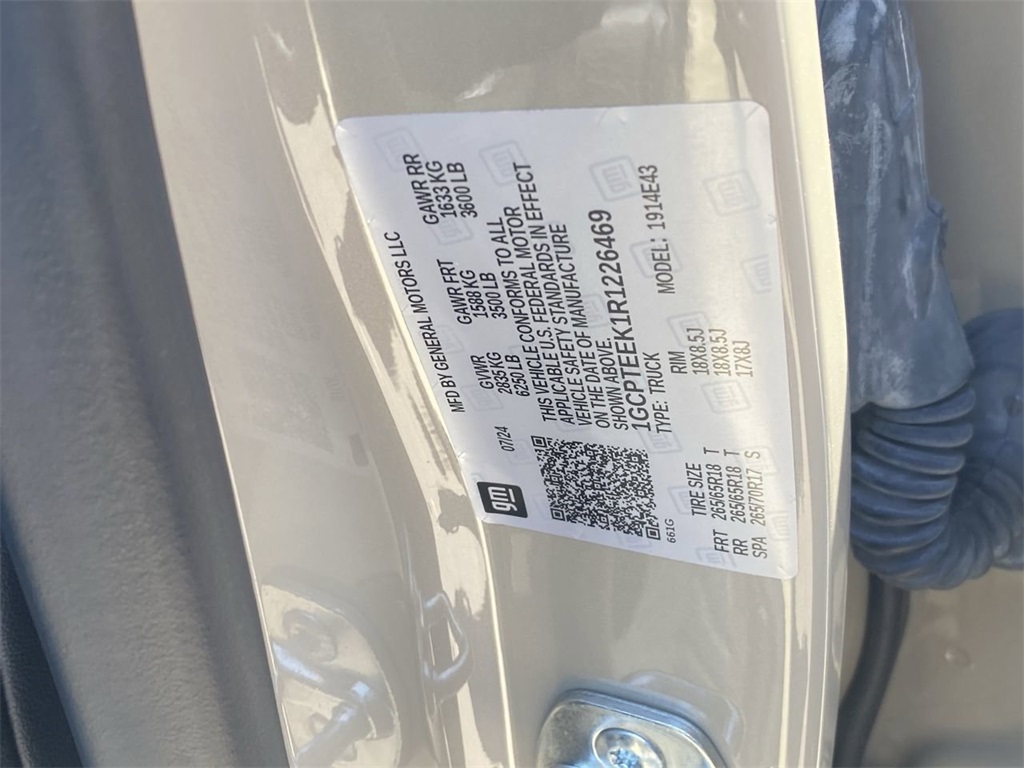 gm
07/24
MFD BY GENERAL MOTORS LLC
GVWR GAWR FRT GAWR RR
2835 KG 1588 KG 1633 KG
6250 LB 3500 LB 3600 LB
THIS VEHICLE CONFORMS TO ALL
APPLICABLE U.S. FEDERAL MOTOR
VEHICLE SAFETY STANDARDS IN EFFECT
ON THE DATE OF MANUFACTURE
SHOWN ABOVE.
1GCPTEEK1R1226469
TYPE: TRUCK MODEL: 1914E43
661G
TIRE SIZE RIM
FRT 265/65R18 T 18X8.5J
RR 265/65R18 T 18X8.5J
SPA 265/70R17 S 17X8J